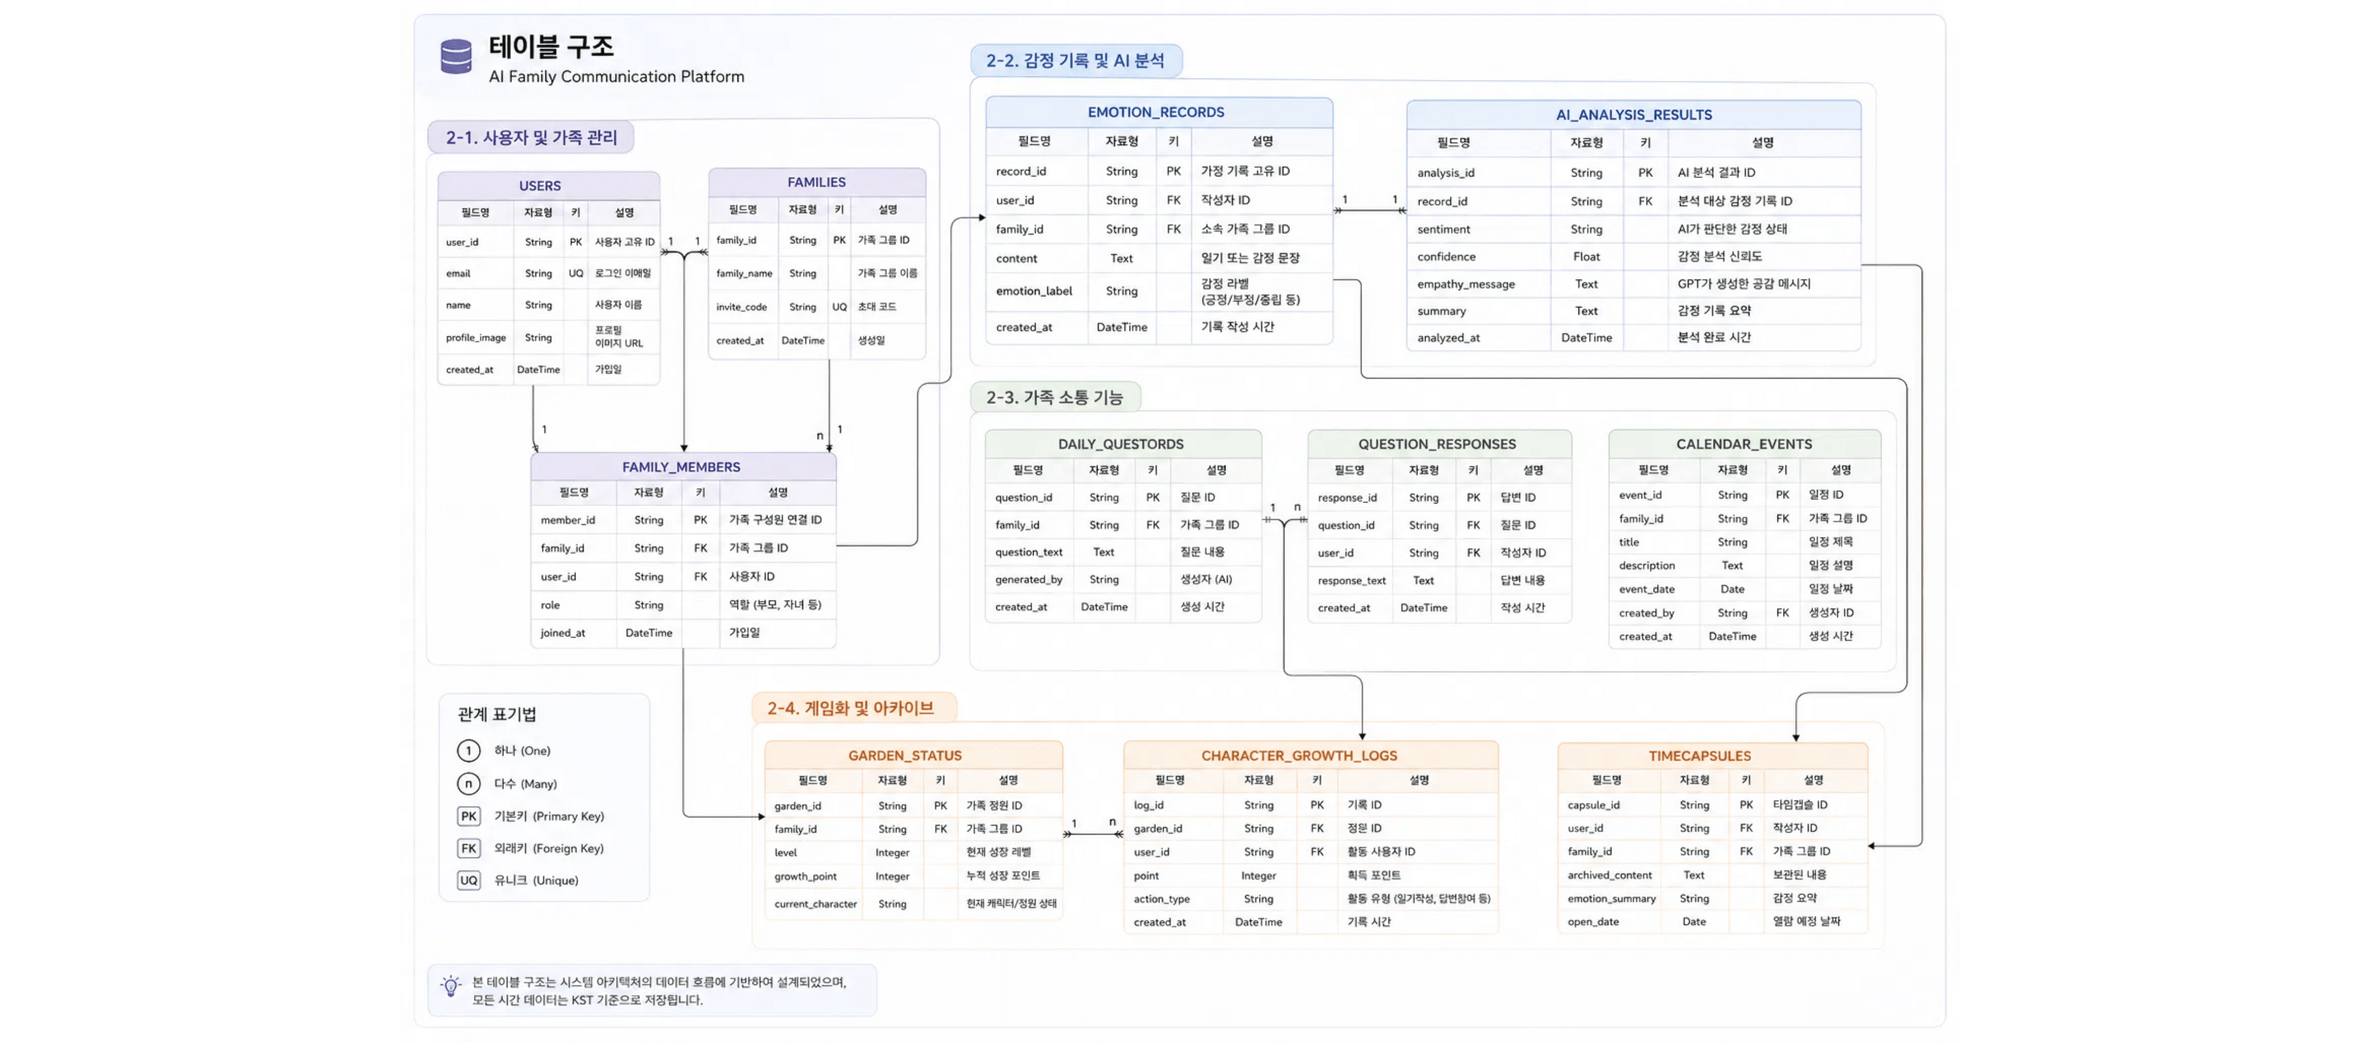 테이블 구조
AI Family Communication Platform
2-1. 사용자 및 가족 관리
USERS
필드명 자료형 키 설명
user_id String PK 사용자 고유 ID
email String UQ 로그인 이메일
name String 사용자 이름
profile_image String 프로필
이미지 URL
created_at DateTime 가입일
1 1
FAMILIES
필드명 자료형 키 설명
family_id String PK 가족 그룹 ID
family_name String 가족 그룹 이름
invite_code String UQ 초대 코드
created_at DateTime 생성일
1
n 1
FAMILY_MEMBERS
필드명 자료형 키 설명
member_id String PK 가족 구성원 연결 ID
family_id String FK 가족 그룹 ID
user_id String FK 사용자 ID
role String 역할 (부모, 자녀 등)
joined_at DateTime 가입일
2-2. 감정 기록 및 AI 분석
EMOTION_RECORDS
필드명 자료형 키 설명
record_id String PK 가정 기록 고유 ID
user_id String FK 작성자 ID
family_id String FK 소속 가족 그룹 ID
content Text 일기 또는 감정 문장
emotion_label String 감정 라벨
(긍정/부정/중립 등)
created_at DateTime 기록 작성 시간
1 1
AI_ANALYSIS_RESULTS
필드명 자료형 키 설명
analysis_id String PK AI 분석 결과 ID
record_id String FK 분석 대상 감정 기록 ID
sentiment String AI가 판단한 감정 상태
confidence Float 감정 분석 신뢰도
empathy_message Text GPT가 생성한 공감 메시지
summary Text 감정 기록 요약
analyzed_at DateTime 분석 완료 시간
2-3. 가족 소통 기능
DAILY_QUESTORDS
필드명 자료형 키 설명
question_id String PK 질문 ID
family_id String FK 가족 그룹 ID
question_text Text 질문 내용
generated_by String 생성자 (AI)
created_at DateTime 생성 시간
1 n
QUESTION_RESPONSES
필드명 자료형 키 설명
response_id String PK 답변 ID
question_id String FK 질문 ID
user_id String FK 작성자 ID
response_text Text 답변 내용
created_at DateTime 작성 시간
CALENDAR_EVENTS
필드명 자료형 키 설명
event_id String PK 일정 ID
family_id String FK 가족 그룹 ID
title String 일정 제목
description Text 일정 설명
event_date Date 일정 날짜
created_by String FK 생성자 ID
created_at DateTime 생성 시간
관계 표기법
1 하나 (One)
n 다수 (Many)
PK 기본키 (Primary Key)
FK 외래키 (Foreign Key)
UQ 유니크 (Unique)
2-4. 게임화 및 아카이브
GARDEN_STATUS
필드명 자료형 키 설명
garden_id String PK 가족 정원 ID
family_id String FK 가족 그룹 ID
level Integer 현재 성장 레벨
growth_point Integer 누적 성장 포인트
current_character String 현재 캐릭터/정원 상태
1 n
CHARACTER_GROWTH_LOGS
필드명 자료형 키 설명
log_id String PK 기록 ID
garden_id String FK 정원 ID
user_id String FK 활동 사용자 ID
point Integer 획득 포인트
action_type String 활동 유형 (일기작성, 답변참여 등)
created_at DateTime 기록 시간
TIMECAPSULES
필드명 자료형 키 설명
capsule_id String PK 타임캡슐 ID
user_id String FK 작성자 ID
family_id String FK 가족 그룹 ID
archived_content Text 보관된 내용
emotion_summary String 감정 요약
open_date Date 열람 예정 날짜
본 테이블 구조는 시스템 아키텍처의 데이터 흐름에 기반하여 설계되었으며,
모든 시간 데이터는 KST 기준으로 저장됩니다.